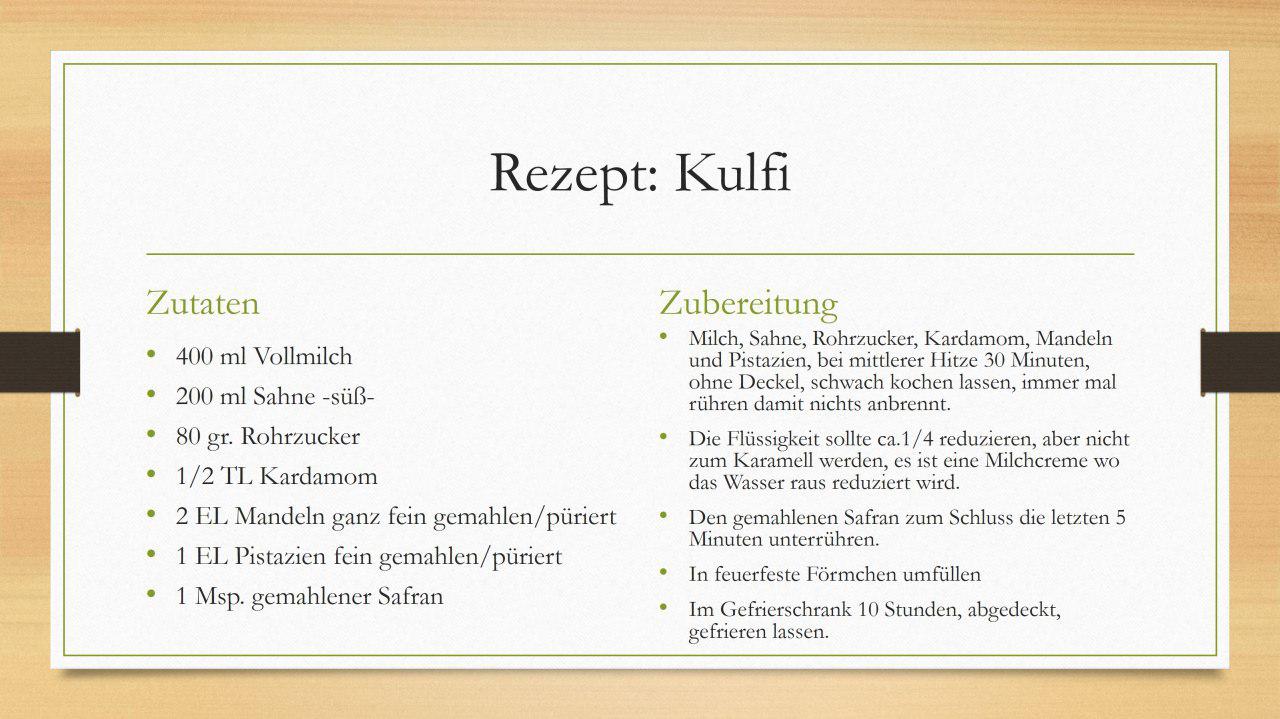 Rezept: Kulfi
Zutaten
• 400 ml Vollmilch
• 200 ml Sahne -süß-
• 80 gr. Rohrzucker
• 1/2 TL Kardamom
• 2 EL Mandeln ganz fein gemahlen/püriert
• 1 EL Pistazien fein gemahlen/püriert
• 1 Msp. gemahlener Safran
Zubereitung
• Milch, Sahne, Rohrzucker, Kardamom, Mandeln
und Pistazien, bei mittlerer Hitze 30 Minuten,
ohne Deckel, schwach kochen lassen, immer mal
rühren damit nichts anbrennt.
• Die Flüssigkeit sollte ca.1/4 reduzieren, aber nicht
zum Karamell werden, es ist eine Milchcreme wo
das Wasser raus reduziert wird.
• Den gemahlenen Safran zum Schluss die letzten 5
Minuten unterrühren.
• In feuerfeste Förmchen umfüllen
• Im Gefrierschrank 10 Stunden, abgedeckt,
gefrieren lassen.